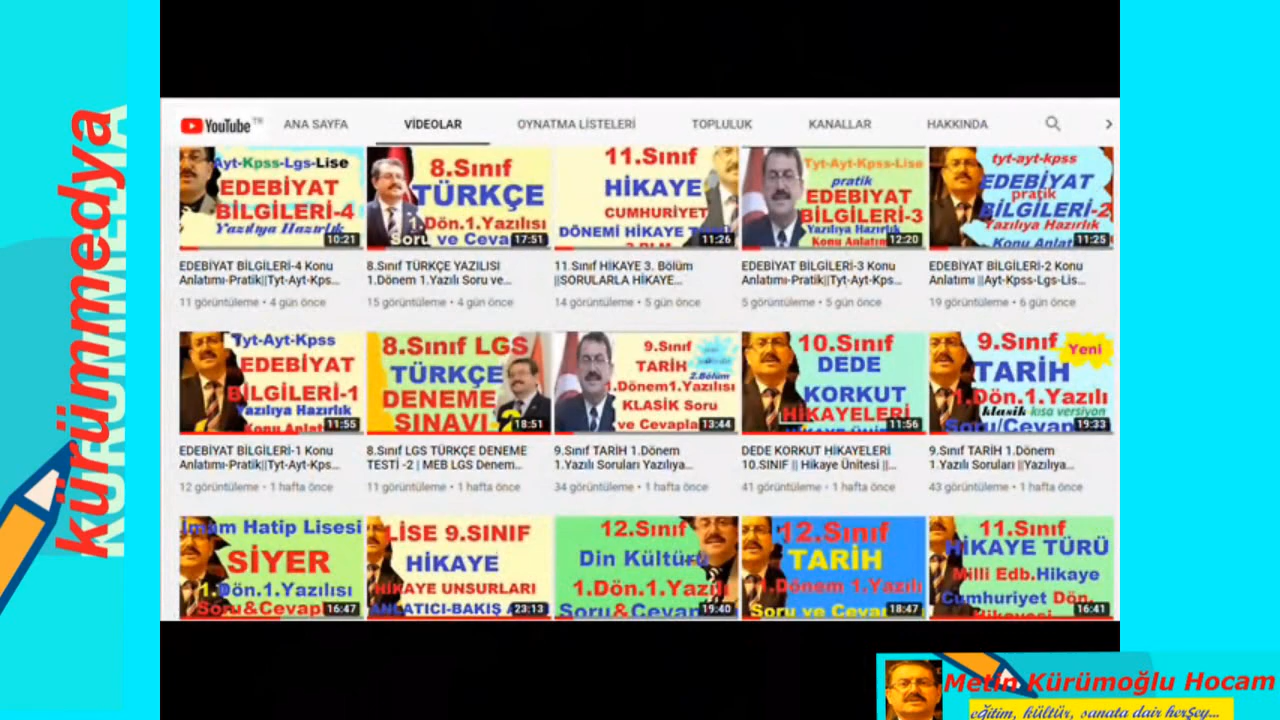 kürümmedya
KÜRÜMMEDYA
YouTube TR
ANA SAYFA
VİDEOLAR
OYNATMA LİSTELERİ
TOPLULUK
KANALLAR
HAKKINDA
Ayt-Kpss-Lgs-Lise
EDEBİYAT
BİLGİLERİ-4
Yazılıya Hazırlık
10:21
8.Sınıf
TÜRKÇE
1.Dön.1.Yazılısı
Soru ve Ceva
17:51
11.Sınıf
HİKAYE
CUMHURİYET
DÖNEMİ HİKAYE
11:26
Tyt-Ayt-Kpss-Lise
pratik
EDEBİYAT
BİLGİLERİ-3
Yazılıya Hazırlık
Konu Anlatım
12:20
tyt-ayt-kpss
EDEBİYAT
pratik
BİLGİLERİ-2
Yazılıya Hazırlık
Konu Anlat
11:25
EDEBİYAT BİLGİLERİ-4 Konu
Anlatımı-Pratik||Tyt-Ayt-Kps...
11 görüntüleme • 4 gün önce
8.Sınıf TÜRKÇE YAZILISI
1.Dönem 1.Yazılı Soru ve...
15 görüntüleme • 4 gün önce
11.Sınıf HİKAYE 3. Bölüm
||SORULARLA HİKAYE...
14 görüntüleme • 5 gün önce
EDEBİYAT BİLGİLERİ-3 Konu
Anlatımı-Pratik||Tyt-Ayt-Kps...
5 görüntüleme • 5 gün önce
EDEBİYAT BİLGİLERİ-2 Konu
Anlatımı ||Ayt-Kpss-Lgs-Lis...
19 görüntüleme • 6 gün önce
Tyt-Ayt-Kpss
EDEBİYAT
BİLGİLERİ-1
Yazılıya Hazırlık
Konu Anlat
11:55
8.Sınıf LGS
TÜRKÇE
DENEME
SINAVI-2
18:51
9.Sınıf
TARİH
2.Bölüm
1.Dönem1.Yazılısı
KLASİK Soru
ve Cevapla
13:44
10.Sınıf
DEDE
KORKUT
HİKAYELERİ
11:56
9.Sınıf
Yeni
TARİH
1.Dön.1.Yazılı
klasik kısa versiyon
Soru/Cevap
19:33
EDEBİYAT BİLGİLERİ-1 Konu
Anlatımı-Pratik||Tyt-Ayt-Kps...
12 görüntüleme • 1 hafta önce
8.Sınıf LGS TÜRKÇE DENEME
TESTİ -2 | MEB LGS Denem...
11 görüntüleme • 1 hafta önce
9.Sınıf TARİH 1.Dönem
1.Yazılı Soruları Yazılıya...
34 görüntüleme • 1 hafta önce
DEDE KORKUT HİKAYELERİ
10.SINIF || Hikaye Ünitesi ||...
41 görüntüleme • 1 hafta önce
9.Sınıf TARİH 1.Dönem
1.Yazılı Soruları ||Yazılıya...
43 görüntüleme • 1 hafta önce
İmam Hatip Lisesi
SİYER
1.Dön.1.Yazılısı
Soru&Cevap
16:47
LİSE 9.SINIF
HİKAYE
HİKAYE UNSURLARI
ANLATICI-BAKIŞ
23:13
12.Sınıf
Din Kültürü
1.Dön.1.Yazılı
Soru&Cevap
19:40
12.Sınıf
TARİH
1.Dönem 1.Yazılı
Soru ve Cevap
18:47
11.Sınıf
HİKAYE TÜRÜ
Milli Edb.Hikaye
Cumhuriyet Dön.
Hikayesi
16:41
Metin Kürümoğlu Hocam
eğitim, kültür, sanata dair herşey...